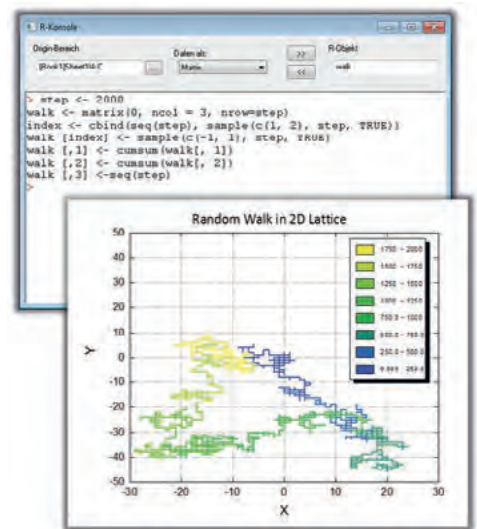 R-Konsole
Origin-Bereich
Daten als:
R-Objekt
Matrix
>>
walk
...
<<
> step <- 2000
walk <- matrix(0, ncol = 3, nrow=step)
index <- cbind(seq(step), sample(c(1, 2), step, TRUE))
walk [index] <- sample(c(-1, 1), step, TRUE)
walk [,1] <- cumsum(walk[, 1])
walk [,2] <- cumsum(walk[, 2])
walk [,3] <-seq(step)
>
Random Walk in 2D Lattice
50
40
30
20
10
0
-10
-20
-30
-40
-50
Y
1750 - 2000
1500 - 1750
1250 - 1500
1000 - 1250
750.0 - 1000
500.0 - 750.0
250.0 - 500.0
-30
-20
-10
0
10
20
30
X